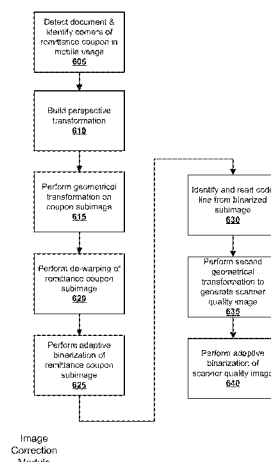 Detect document &
Identify corners of
remittance coupon in
mobile image
605
Build perspective
transformation
610
Perform geometrical
transformation on
coupon subimage
615
Perform de-warping of
remittance coupon
subimage
620
Perform adaptive
binarization of
remittance coupon
subimage
625
Identify and read code
line from binarized
subimage
630
Perform second
geometrical
transformation to
generate scanner
quality image
635
Perform adaptive
binarization of
scanner quality image
640
Image
Correction
Module